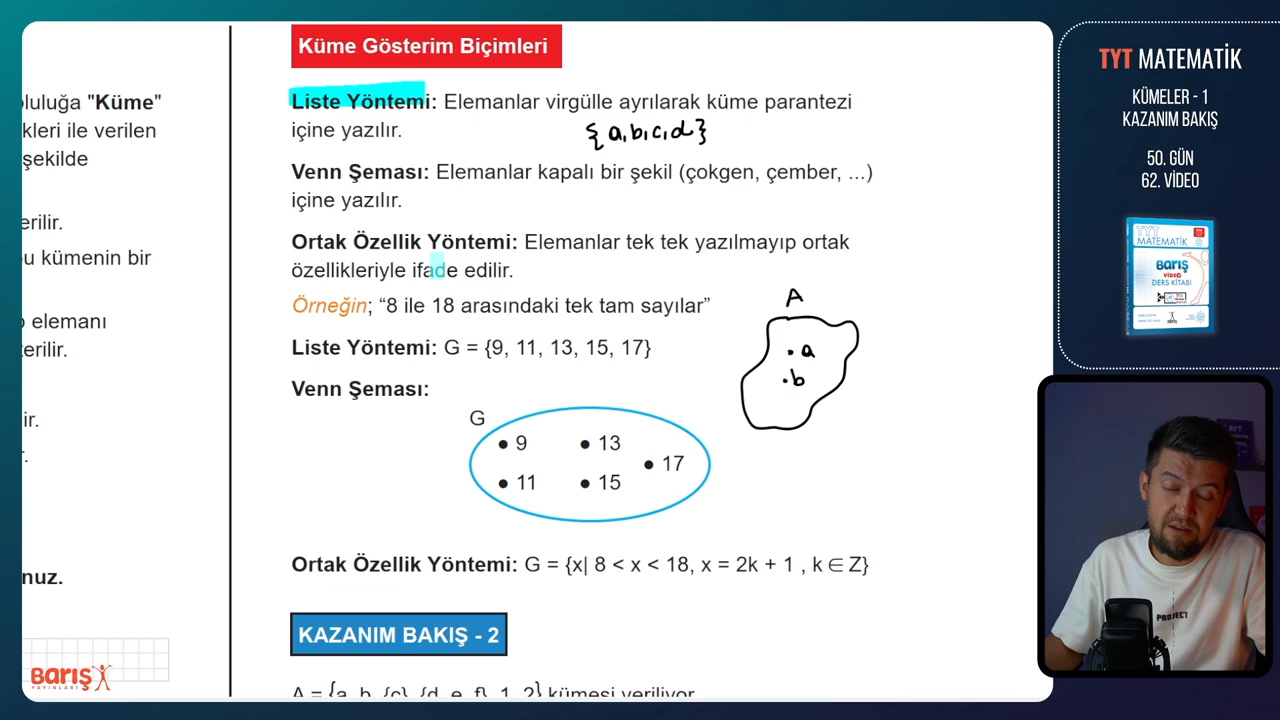 Küme Gösterim Biçimleri
Liste Yöntemi: Elemanlar virgülle ayrılarak küme parantezi
içine yazılır.
{a,b,c,d}
Venn Şeması: Elemanlar kapalı bir şekil (çokgen, çember, ...)
içine yazılır.
Ortak Özellik Yöntemi: Elemanlar tek tek yazılmayıp ortak
özellikleriyle ifade edilir.
Örneğin; “8 ile 18 arasındaki tek tam sayılar”
Liste Yöntemi: G = {9, 11, 13, 15, 17}
Venn Şeması:
G
• 9 • 13
• 17
• 11 • 15
A
• a
• b
Ortak Özellik Yöntemi: G = {x| 8 < x < 18, x = 2k + 1 , k ∈ Z}
KAZANIM BAKIŞ - 2
A = {a, b, {c}, {d, e, f}, 1, 2} kümesi veriliyor
"Küme"
kleri ile verilen
şekilde
erilir.
bu kümenin bir
elemanı
terilir.
ir.
nuz.
BARIŞ
YAYINLARI
TYT MATEMATİK
KÜMELER - 1
KAZANIM BAKIŞ
50. GÜN
62. VİDEO
TYT
MATEMATİK
BARIŞ
VİDEO
DERS KİTABI
PROJECT